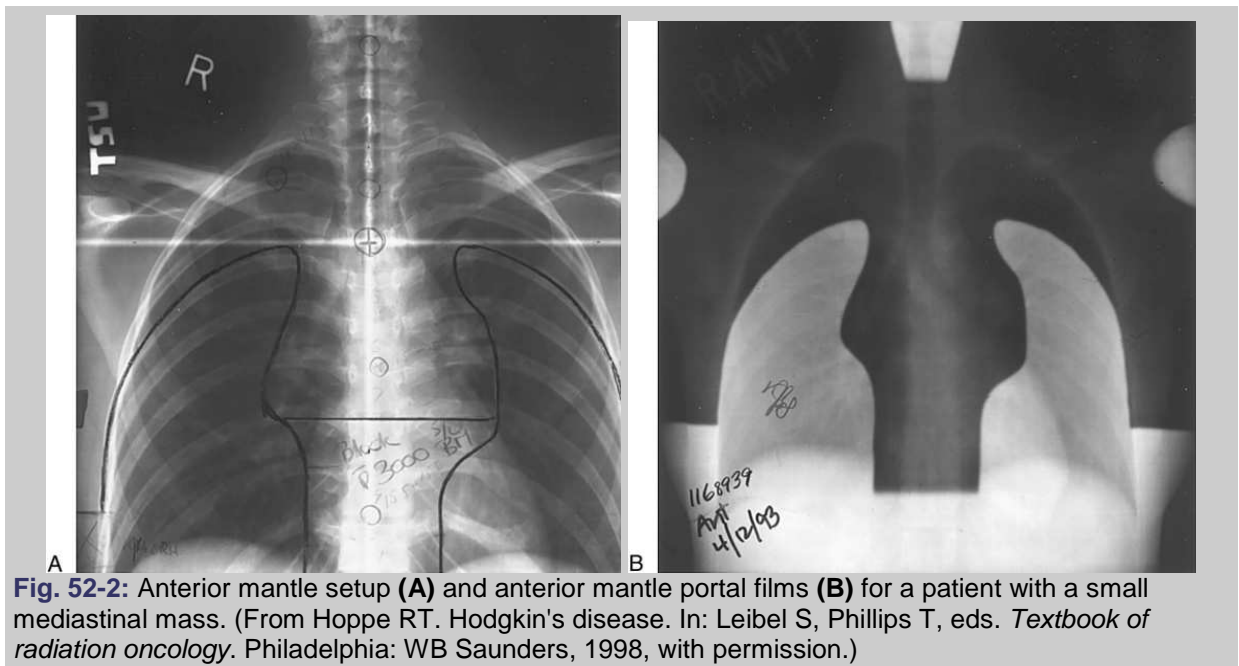 R
Block
3000
A
R ANT
1168939
Ant
4/12/93
B
Fig. 52-2: Anterior mantle setup (A) and anterior mantle portal films (B) for a patient with a small
mediastinal mass. (From Hoppe RT. Hodgkin's disease. In: Leibel S, Phillips T, eds. Textbook of
radiation oncology. Philadelphia: WB Saunders, 1998, with permission.)